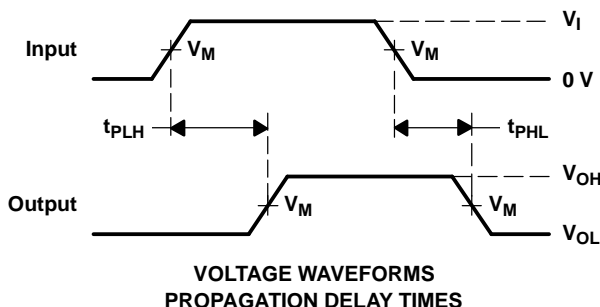 V_I
Input
V_M
V_M
0 V
t_PLH
t_PHL
V_OH
Output
V_M
V_M
V_OL
VOLTAGE WAVEFORMS
PROPAGATION DELAY TIMES